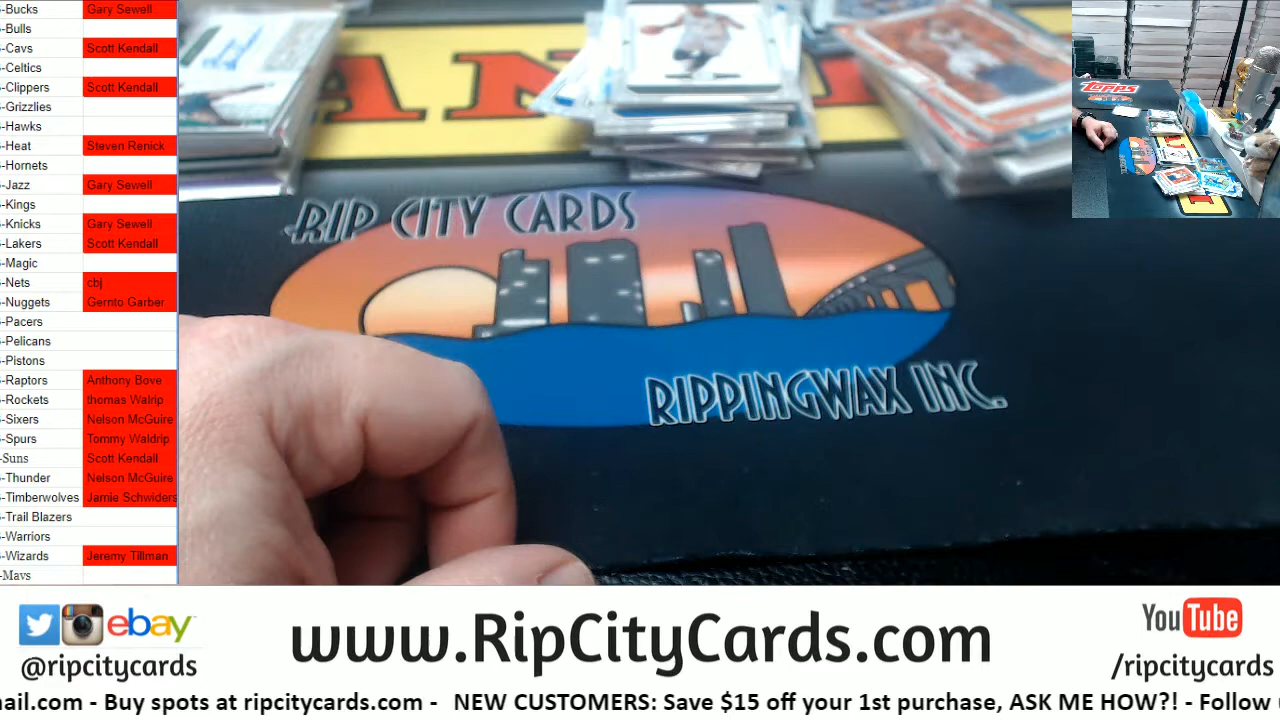 -Bucks Gary Sewell
-Bulls
-Cavs Scott Kendall
-Celtics
-Clippers Scott Kendall
-Grizzlies
-Hawks
-Heat Steven Renick
-Hornets
-Jazz Gary Sewell
-Kings
-Knicks Gary Sewell
-Lakers Scott Kendall
-Magic
-Nets cbj
-Nuggets Gernto Garber
-Pacers
-Pelicans
-Pistons
-Raptors Anthony Bove
-Rockets thomas Walrip
-Sixers Nelson McGuire
-Spurs Tommy Waldrip
-Suns Scott Kendall
-Thunder Nelson McGuire
-Timberwolves Jamie Schwiders
-Trail Blazers
-Warriors
-Wizards Jeremy Tillman
-Mavs
RIP CITY CARDS
RIPPINGWAX INC.
TOPPS
ebay
@ripcitycards
www.RipCityCards.com
YouTube
/ripcitycards
mail.com - Buy spots at ripcitycards.com - NEW CUSTOMERS: Save $15 off your 1st purchase, ASK ME HOW?! - Follow